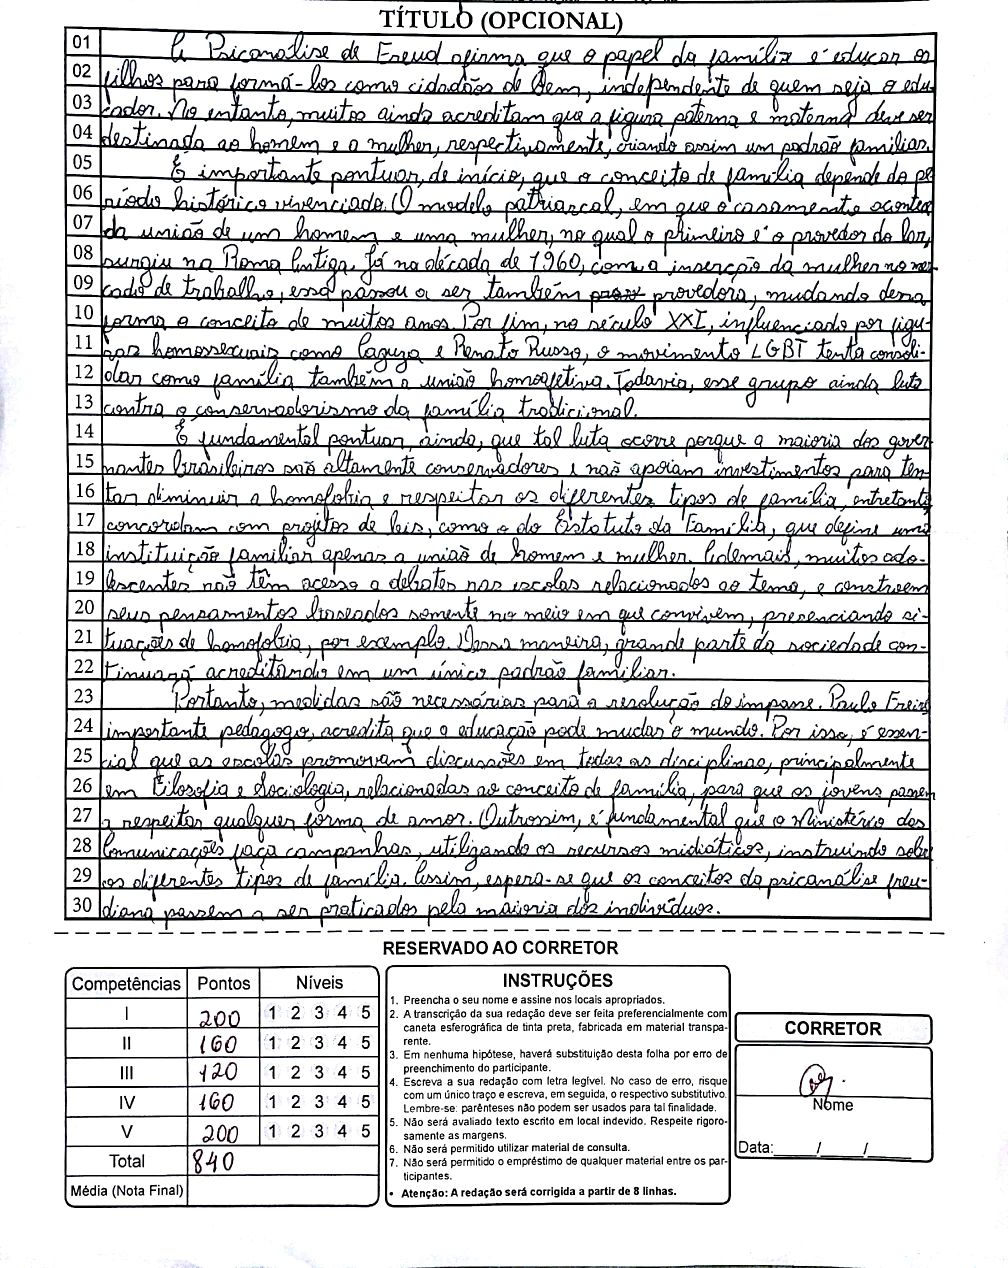 TÍTULO (OPCIONAL)
01 A Psicanálise de Freud afirma que o papel da família é educar os
02 filhos para formá-los como cidadãos de bem, independente de quem seja o edu-
03 cador. No entanto, muitos ainda acreditam que a figura paterna e materna deve ser
04 destinada ao homem e a mulher, respectivamente, criando assim um padrão familiar.
05 É importante pontuar, de início, que o conceito de família depende do pe
06 ríodo histórico vivenciado. O modelo patriarcal, em que o casamento acontea
07 da união de um homem e uma mulher, no qual o primeiro é o provedor do lar,
08 surgiu na Roma Antiga. Já na década de 1960, com a inserção da mulher no mer-
09 cado de trabalho, essa passou a ser também provedora, mudando dessa
10 forma o conceito de muitos anos. Por fim, no século XXI, influenciado por figu-
11 ras homossexuais como Cazuza e Renato Russo, o movimento LGBT tenta consoli-
12 dar como família também a união homoafetiva. Todavia, esse grupo ainda luta
13 contra o conservadorismo da família tradicional.
14 É fundamental pontuar, ainda, que tal luta ocorre porque a maioria dos gover
15 nantes brasileiros são altamente conservadores e não apoiam investimentos para ten-
16 tar diminuir a homofobia e respeitar os diferentes tipos de família, entretanto
17 concordam com projetos de leis, como o do Estatuto da Família, que define uma
18 instituição familiar apenas a união de homem e mulher. Ademais, muitos ado-
19 lescentes não têm acesso a debates nas escolas relacionados ao tema, e constroem
20 seus pensamentos baseados somente no meio em que convivem, presenciando si-
21 tuações de homofobia, por exemplo. Dessa maneira, grande parte da sociedade con-
22 tinuará acreditando em um único padrão familiar.
23 Portanto, medidas são necessárias para a resolução do impasse. Paulo Freire
24 importante pedagogo, acredita que a educação pode mudar o mundo. Por isso, é essen-
25 cial que as escolas promovam discussões em todas as disciplinas, principalmente
26 em Filosofia e Sociologia, relacionadas ao conceito de família, para que os jovens passem
27 a respeitar qualquer forma de amor. Outrossim, é fundamental que o Ministério das
28 Comunicações faça campanhas, utilizando os recursos midiáticos, instruindo sobre
29 os diferentes tipos de família. Assim, espera-se que os conceitos da psicanálise freu-
30 diana passem a ser praticados pela maioria dos indivíduos.
RESERVADO AO CORRETOR
Competências Pontos Níveis
I 200 1 2 3 4 5
II 160 1 2 3 4 5
III 120 1 2 3 4 5
IV 160 1 2 3 4 5
V 200 1 2 3 4 5
Total 840
Média (Nota Final)
INSTRUÇÕES
1. Preencha o seu nome e assine nos locais apropriados.
2. A transcrição da sua redação deve ser feita preferencialmente com
caneta esferográfica de tinta preta, fabricada em material transpa-
rente.
3. Em nenhuma hipótese, haverá substituição desta folha por erro de
preenchimento do participante.
4. Escreva a sua redação com letra legível. No caso de erro, risque
com um único traço e escreva, em seguida, o respectivo substitutivo.
Lembre-se: parênteses não podem ser usados para tal finalidade.
5. Não será avaliado texto escrito em local indevido. Respeite rigoro-
samente as margens.
6. Não será permitido utilizar material de consulta.
7. Não será permitido o empréstimo de qualquer material entre os par-
ticipantes.
• Atenção: A redação será corrigida a partir de 8 linhas.
CORRETOR
Nome
Data:____/____/____